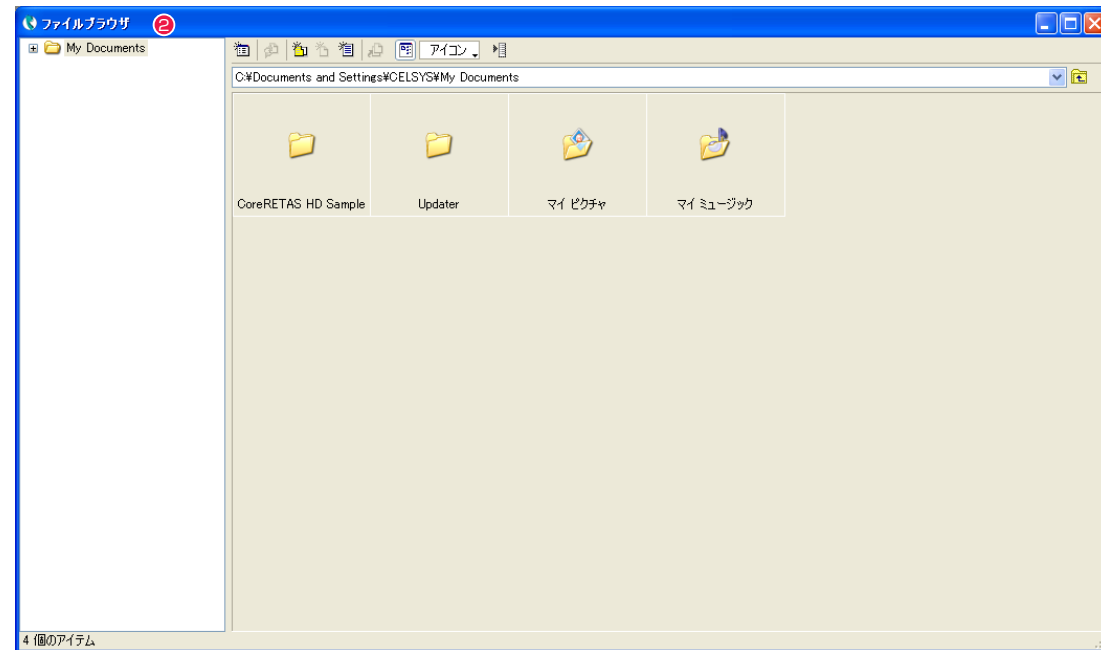 ファイルブラウザ ②
My Documents
アイコン
C:¥Documents and Settings¥CELSYS¥My Documents
CoreRETAS HD Sample
Updater
マイ ピクチャ
マイ ミュージック
4 個のアイテム